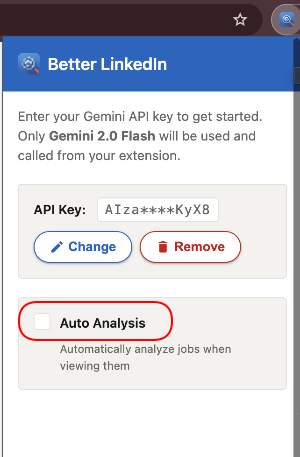 Better LinkedIn
Enter your Gemini API key to get started.
Only Gemini 2.0 Flash will be used and
called from your extension.
API Key: AIza****KyX8
Change Remove
Auto Analysis
Automatically analyze jobs when
viewing them